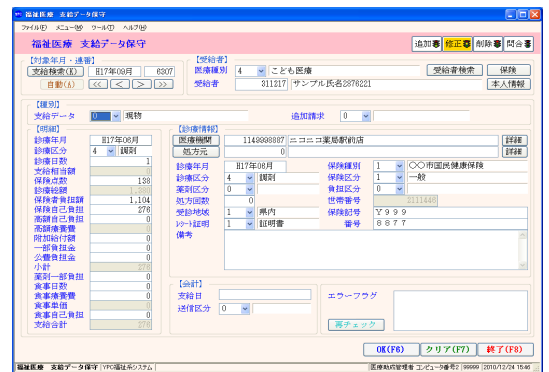 福祉医療 支給データ保守
ファイル(F) メニュー(M) ツール(T) ヘルプ(H)
福祉医療 支給データ保守
追加 修正 削除 問合
【対象年月・連番】
支給検索(K) H17年09月 6307
自動(A) << < > >>
【受給者】
医療種別 4 こども医療
受給者検索 保険
受給者 311217 サンプル氏名2876221
本人情報
【種別】
支給データ 0 現物
追加請求 0
【明細】
診療年月 H17年06月
診療区分 4 調剤
診療日数 1
支給相当額
保険点数 138
診療総額 1,380
保険者負担額 1,104
保険自己負担 276
高額自己負担 0
高額療養費 0
附加給付額 0
一部負担金 0
公費負担金 0
小計 276
薬剤一部負担 0
食事日数 0
食事療養費 0
食事単価 0
食事自己負担 0
支給合計 276
【診療情報】
医療機関 1149998887 ニコニコ薬局駅前店 詳細
処方元 0 詳細
診療年月 H17年06月
診療区分 4 調剤
薬剤区分 0
処方回数 0
受診地域 1 県内
レシート証明 1 証明書
備考
保険種別 1 〇〇市国民健康保険
保険区分 1 一般
負担区分 0
世帯番号 2111446
保険記号 Y999
番号 8877
【会計】
支給日
送信区分 0
エラーフラグ
再チェック
OK(F6) クリア(F7) 終了(F8)
福祉医療 支給データ保守 YPC福祉系システム
医療助成管理者 コンピュータ番号2 99999 2010/12/24 15:46